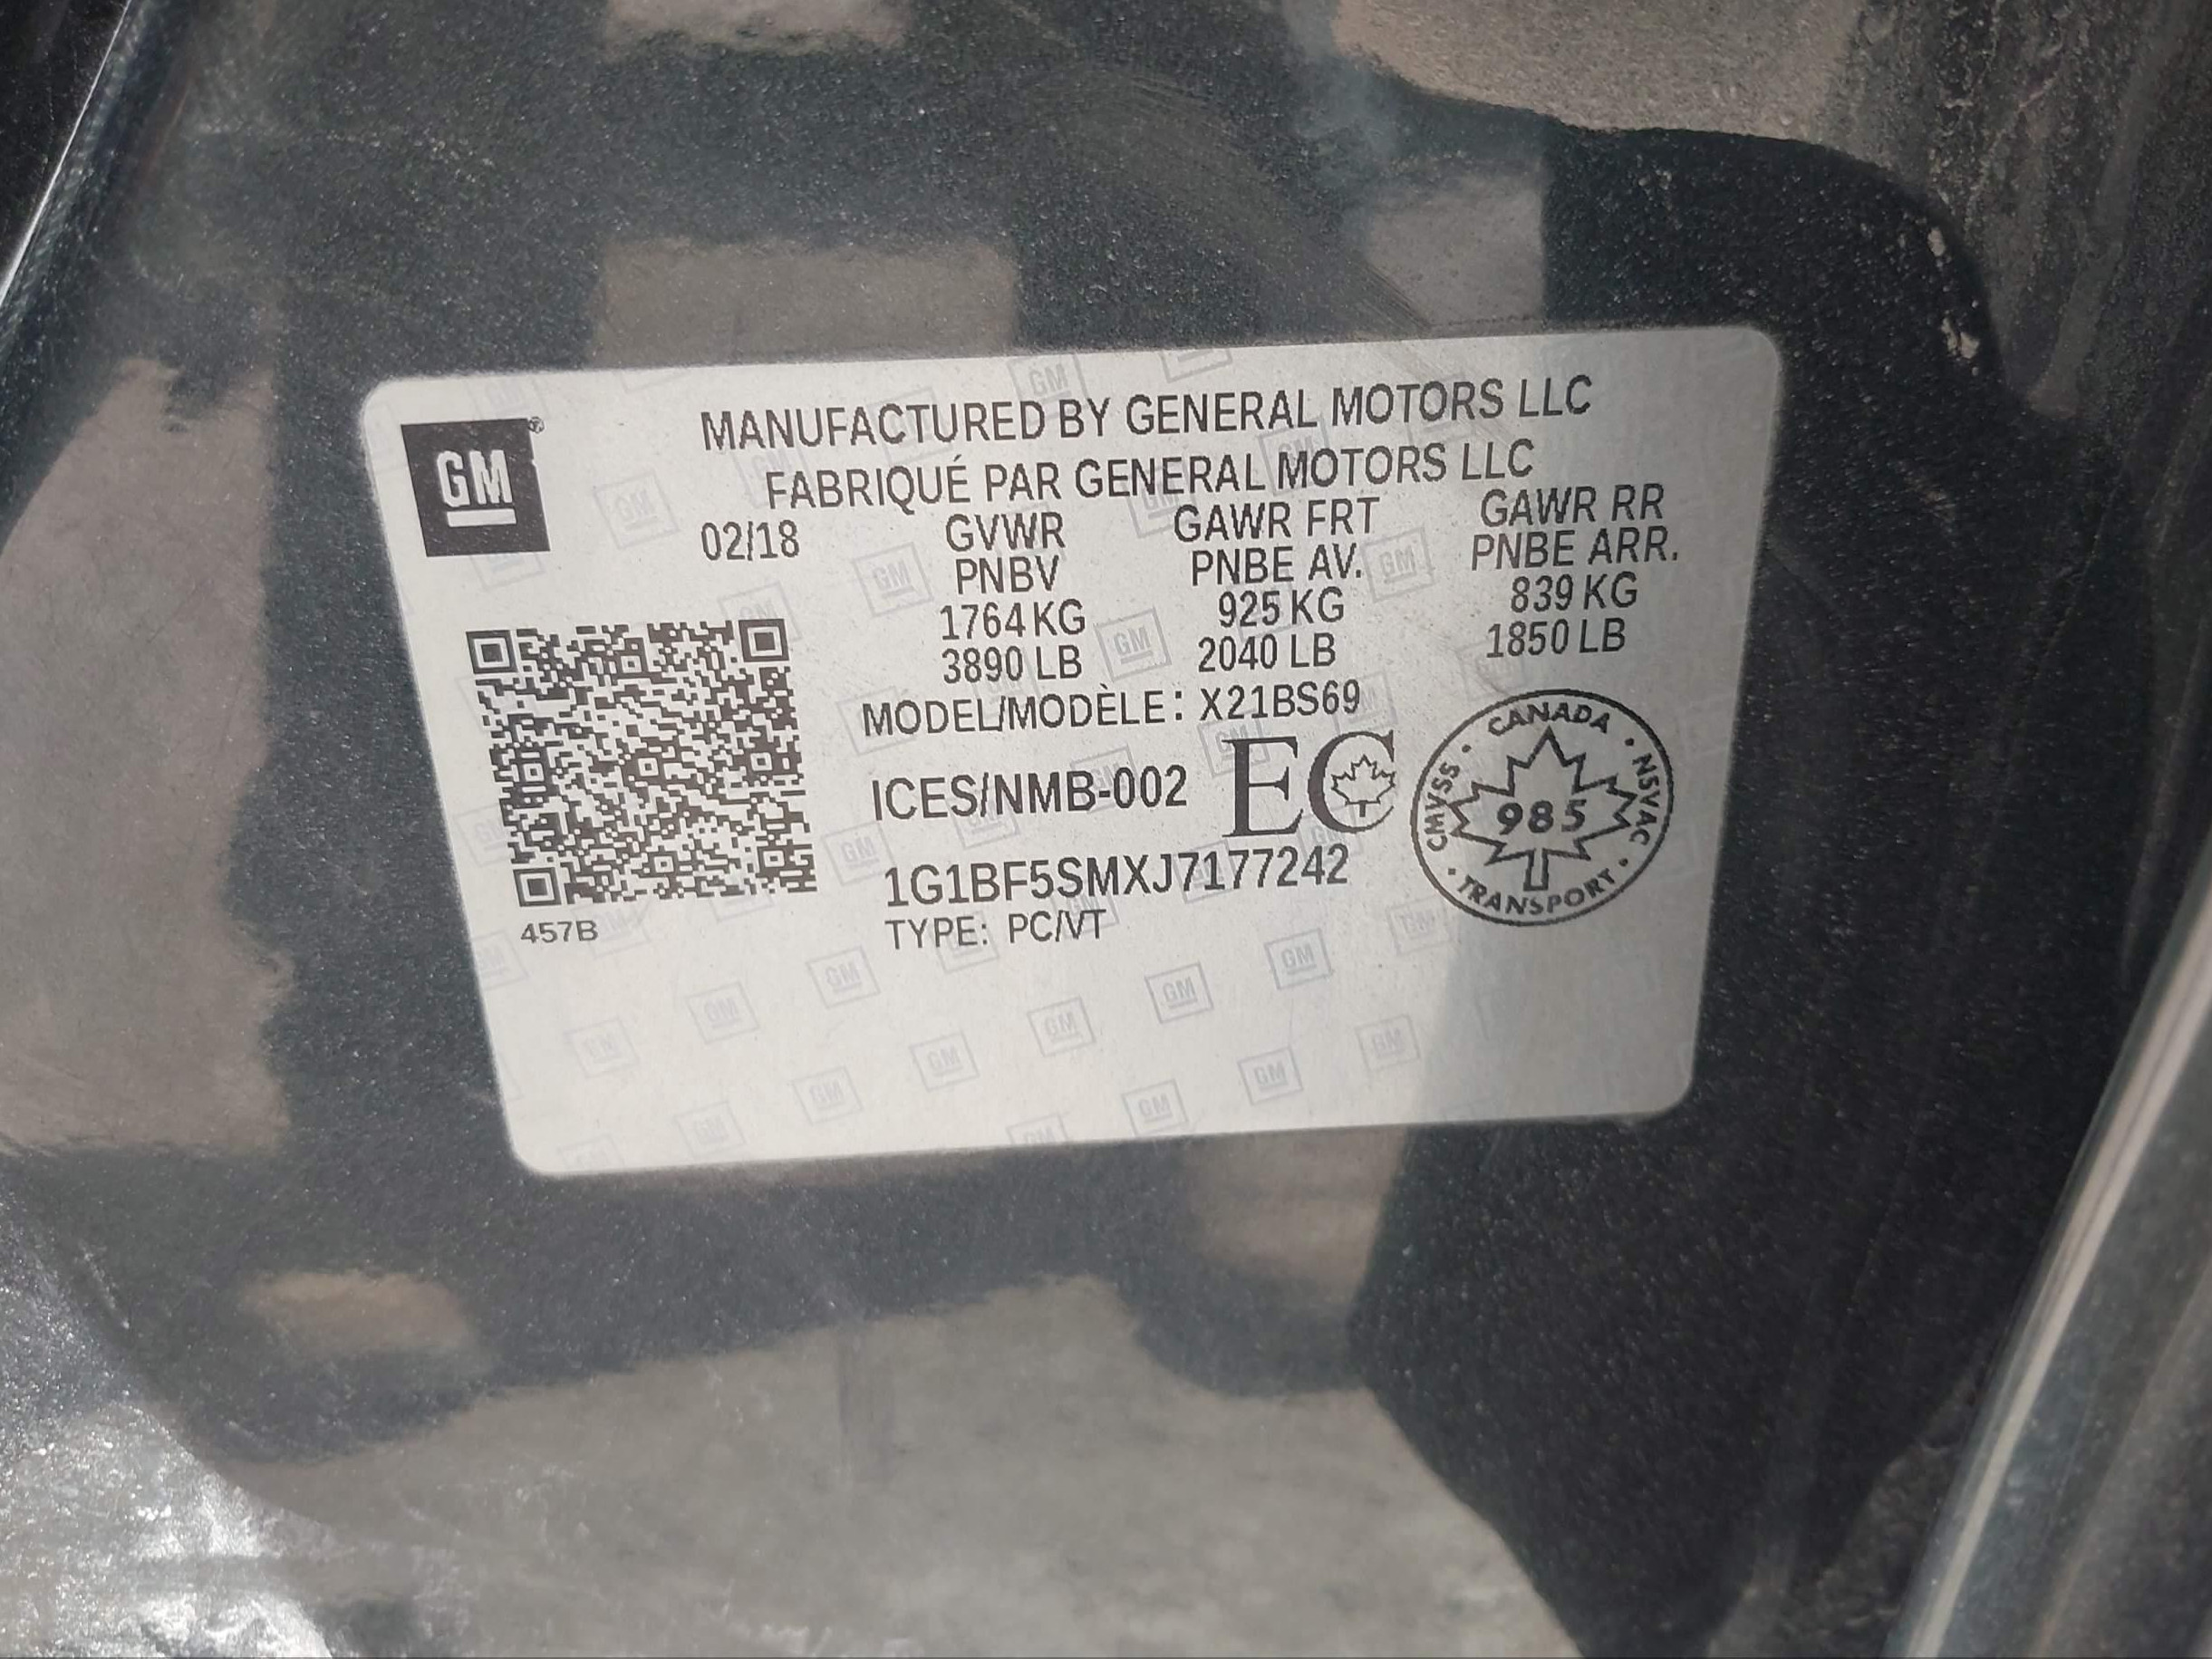 GM
MANUFACTURED BY GENERAL MOTORS LLC
FABRIQUÉ PAR GENERAL MOTORS LLC
02/18 GVWR GAWR FRT GAWR RR
PNBV PNBE AV. PNBE ARR.
1764 KG 925 KG 839 KG
3890 LB 2040 LB 1850 LB
MODEL/MODÈLE: X21BS69
ICES/NMB-002 EC
CANADA · NSVAC · TRANSPORT · CMVSS ·
985
1G1BF5SMXJ7177242
457B TYPE: PC/VT